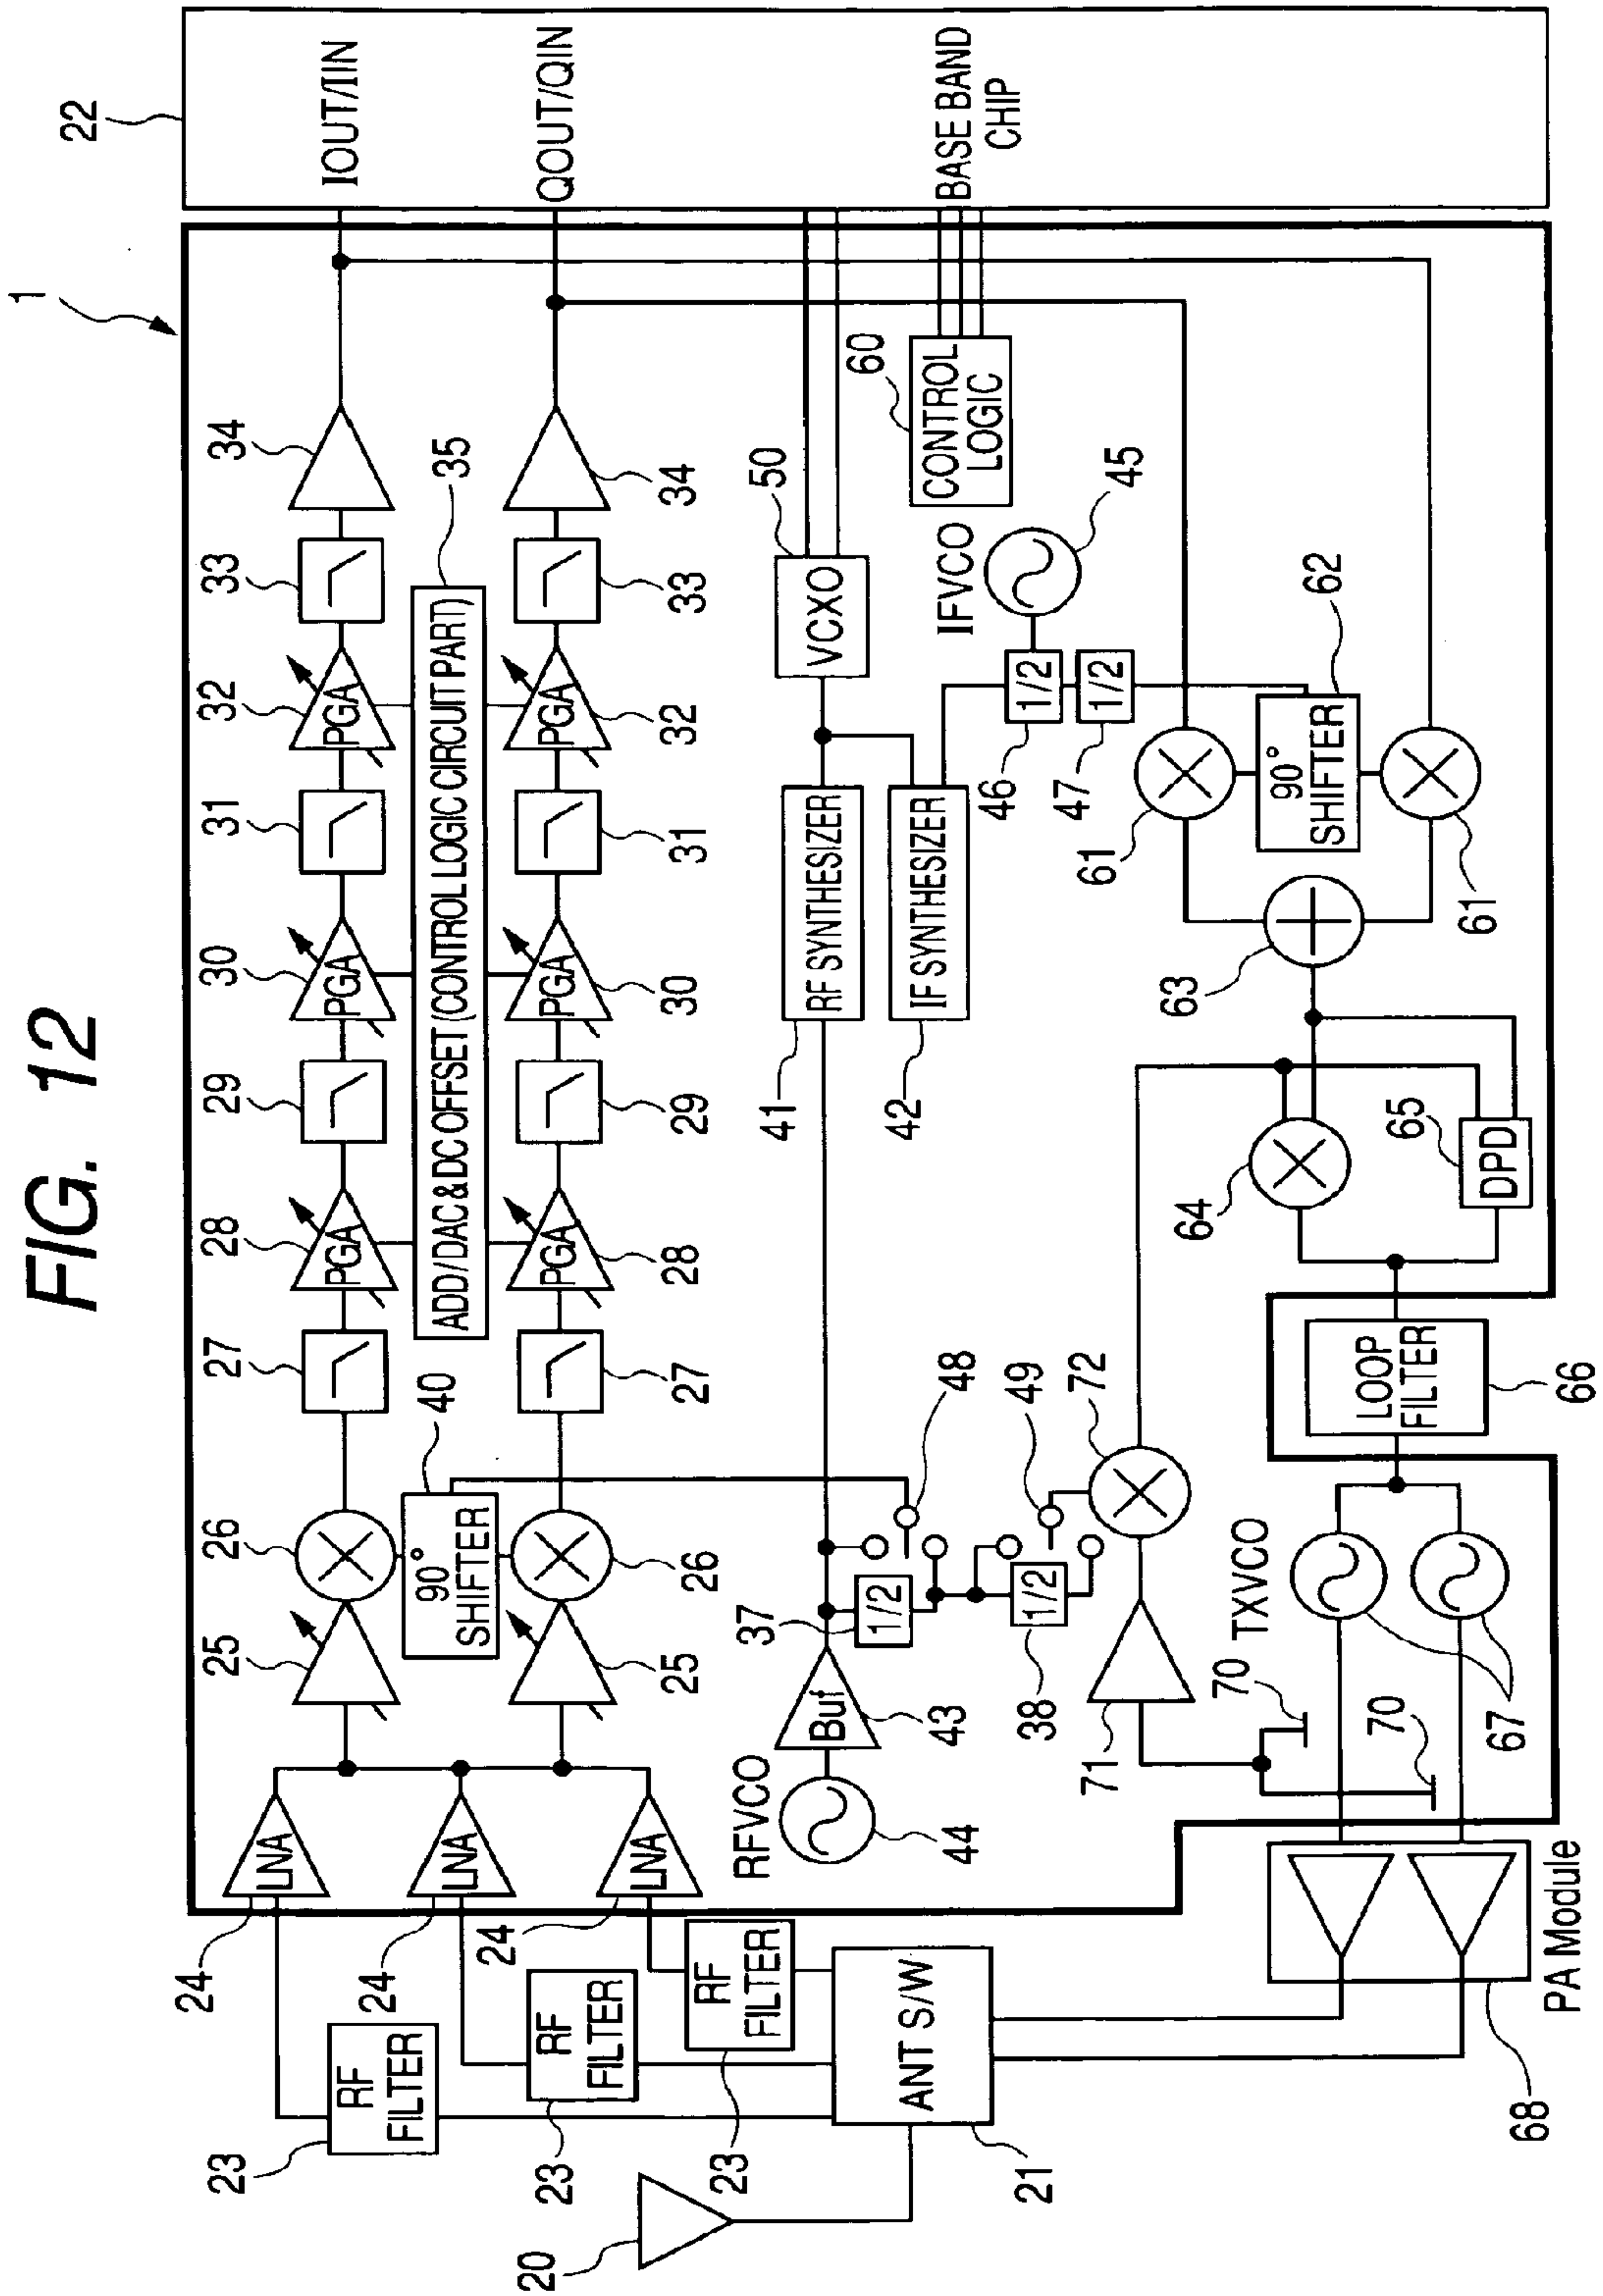 FIG. 12
1
22
34
33
32
31
30
29
28
27
26
25
24
PGA
PGA
PGA
IOUT/IIN
LNA
40
90°
SHIFTER
ADD/DAC & DC OFFSET (CONTROL LOGIC CIRCUIT PART)
35
LNA
24
PGA
PGA
PGA
QOUT/QIN
LNA
24
25
26
27
28
29
30
31
32
33
34
23
RF
FILTER
23
RF
FILTER
23
RF
FILTER
20
ANT S/W
21
RFVCO
44
Buf
43
37
1/2
48
38
1/2
49
41
RF SYNTHESIZER
VCXO
50
42
IF SYNTHESIZER
IFVCO
45
46
1/2
47
1/2
60
CONTROL
LOGIC
BASE BAND
CHIP
71
72
70
70
61
90°
SHIFTER
62
61
63
64
65
DPD
TXVCO
67
LOOP
FILTER
66
68
PA Module